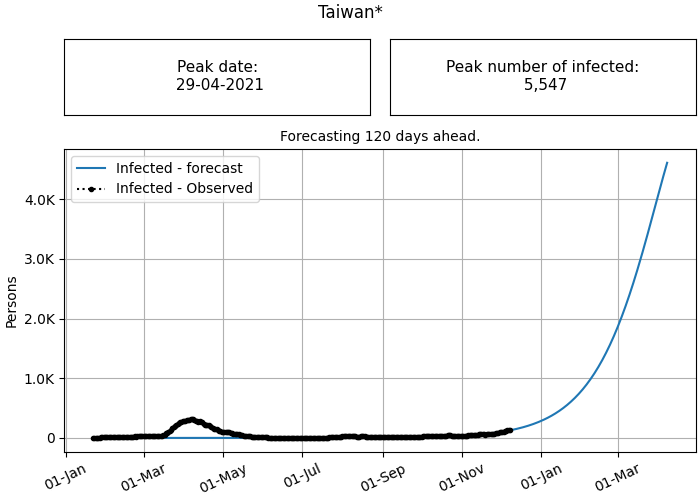 Taiwan*
Peak date:
29-04-2021
Peak number of infected:
5,547
Forecasting 120 days ahead.
Infected - forecast
Infected - Observed
4.0K
3.0K
2.0K
1.0K
0
Persons
01-Jan
01-Mar
01-May
01-Jul
01-Sep
01-Nov
01-Jan
01-Mar